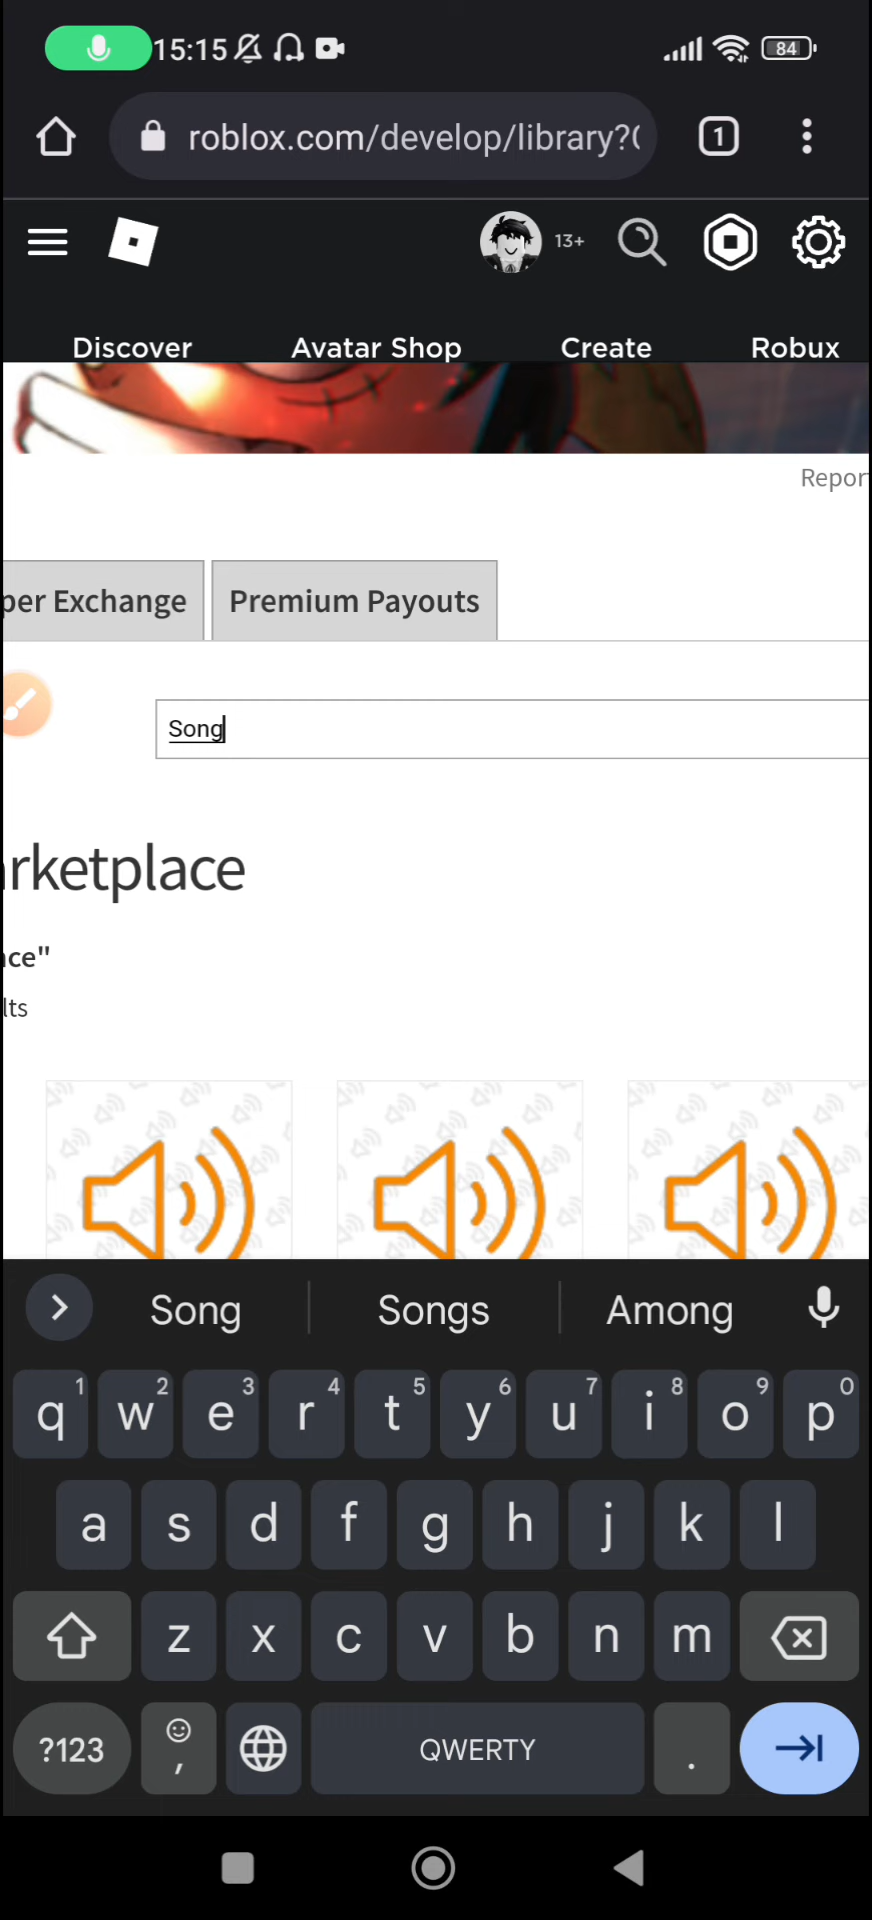 15:15 84
roblox.com/develop/library?
1
13+
Discover Avatar Shop Create Robux
Repor
per Exchange Premium Payouts
Song
rketplace
ce"
lts
Song Songs Among
q1 w2 e3 r4 t5 y6 u7 i8 o9 p0
a s d f g h j k l
z x c v b n m
?123 , QWERTY .